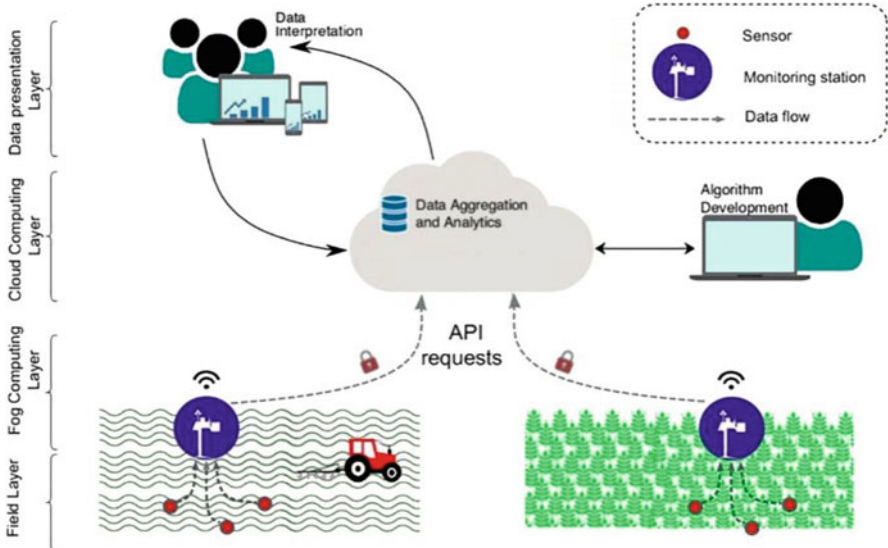 Data
Interpretation
Sensor
Monitoring station
Data flow
Data presentation
Layer
Data Aggregation
and Analytics
Algorithm
Development
Cloud Computing
Layer
API
requests
Fog Computing
Layer
Field Layer